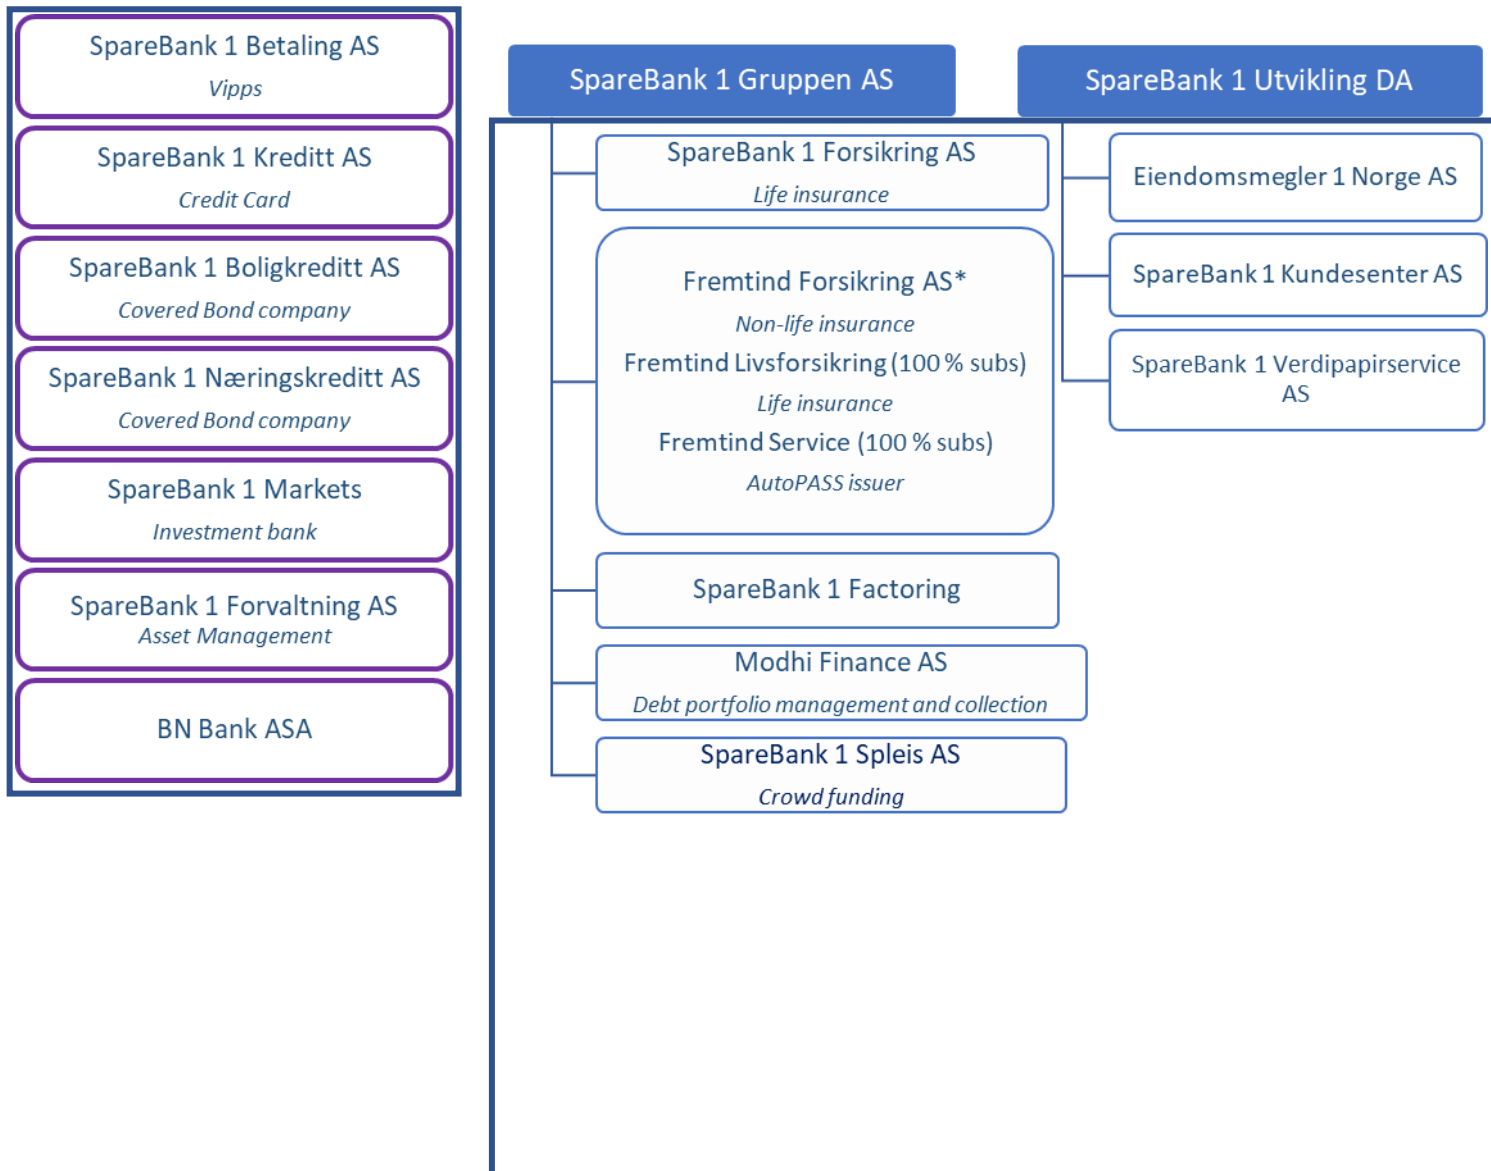 SpareBank 1 Betaling AS
Vipps
SpareBank 1 Kreditt AS
Credit Card
SpareBank 1 Boligkreditt AS
Covered Bond company
SpareBank 1 Næringskreditt AS
Covered Bond company
SpareBank 1 Markets
Investment bank
SpareBank 1 Forvaltning AS
Asset Management
BN Bank ASA
SpareBank 1 Gruppen AS
SpareBank 1 Forsikring AS
Life insurance
Fremtind Forsikring AS*
Non-life insurance
Fremtind Livsforsikring (100 % subs)
Life insurance
Fremtind Service (100 % subs)
AutoPASS issuer
SpareBank 1 Factoring
Modhi Finance AS
Debt portfolio management and collection
SpareBank 1 Spleis AS
Crowd funding
SpareBank 1 Utvikling DA
Eiendomsmegler 1 Norge AS
SpareBank 1 Kundesenter AS
SpareBank 1 Verdipapirservice
AS